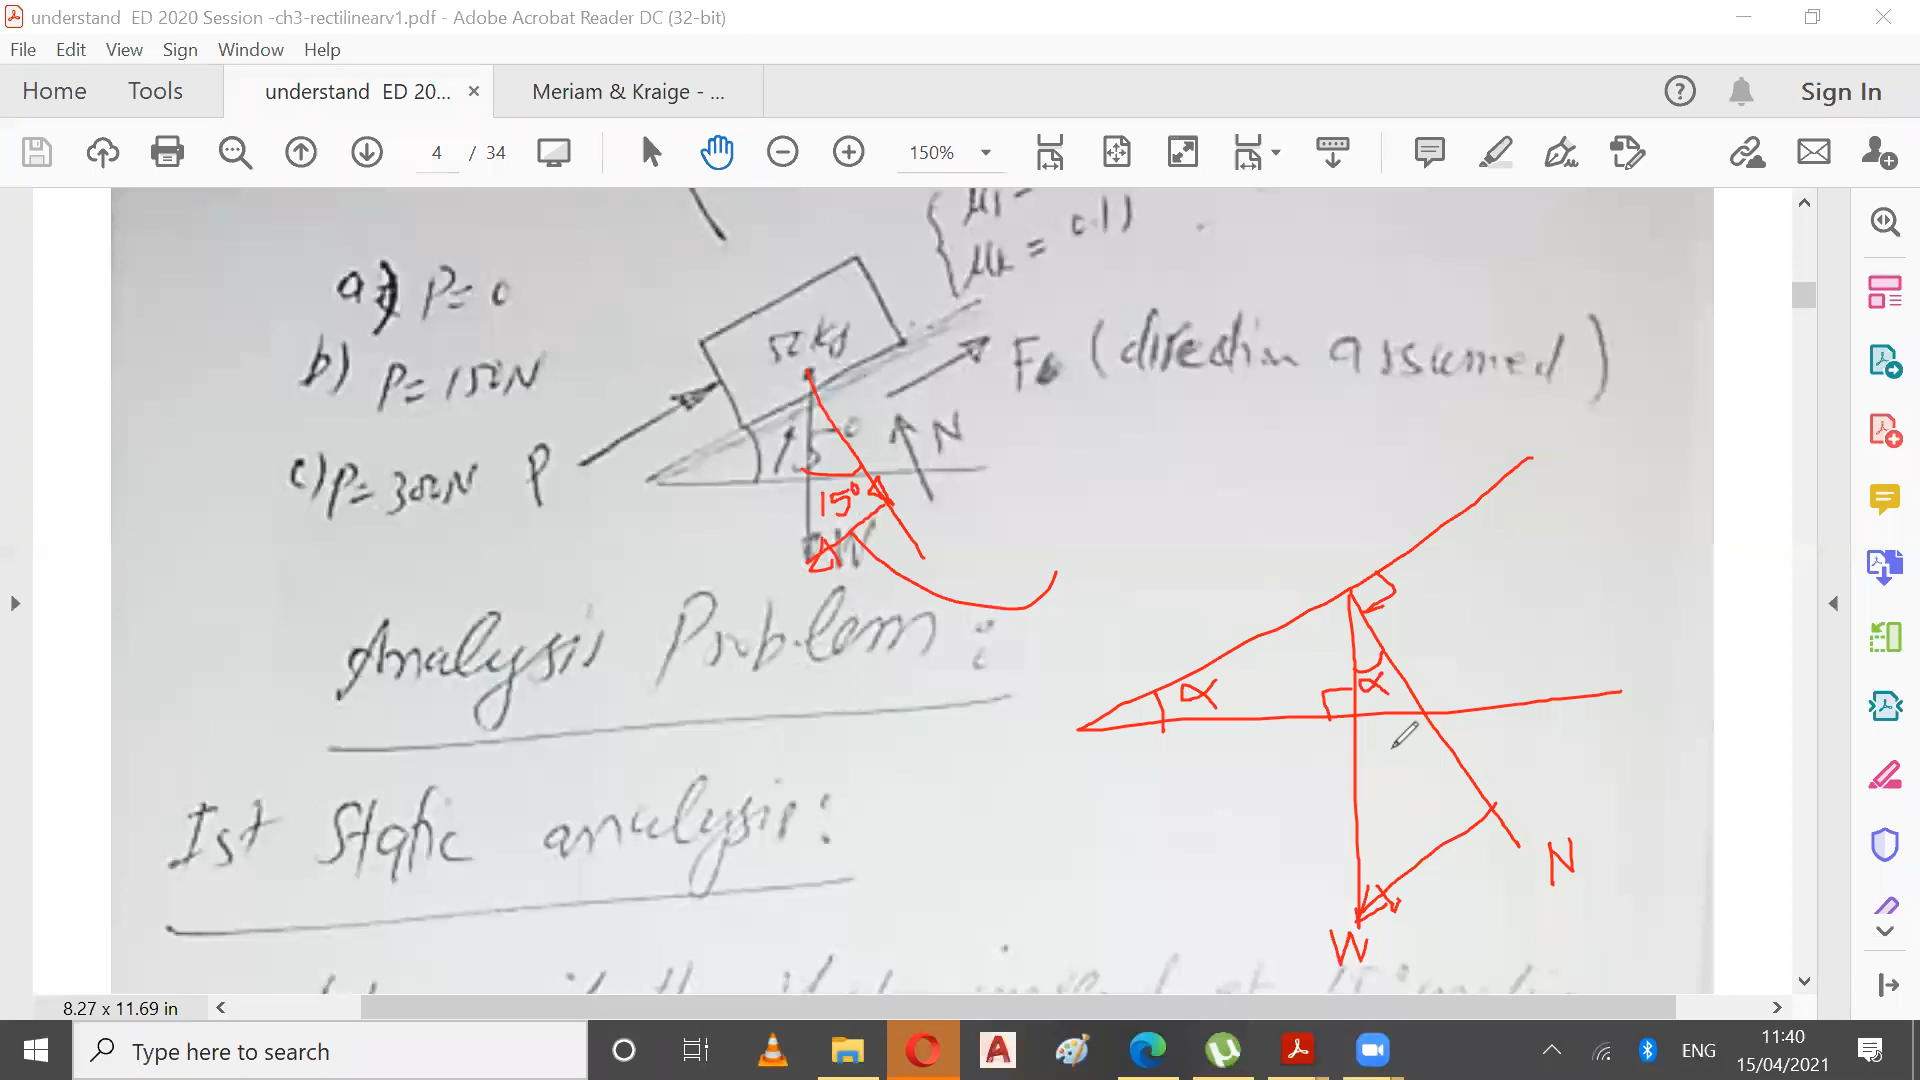 understand ED 2020 Session -ch3-rectilinearv1.pdf - Adobe Acrobat Reader DC (32-bit)
File Edit View Sign Window Help
Home Tools understand ED 20... × Meriam & Kraige - ... Sign In
4 / 34 150%
μk = 0.1
a) P= 0
b) P= 150N
c) P= 300N
P
F (direction assumed)
15°
N
15°
W
α
α
N
W
Analysis Problem:
Ist Static analysis:
8.27 x 11.69 in
Type here to search
ENG
11:40
15/04/2021